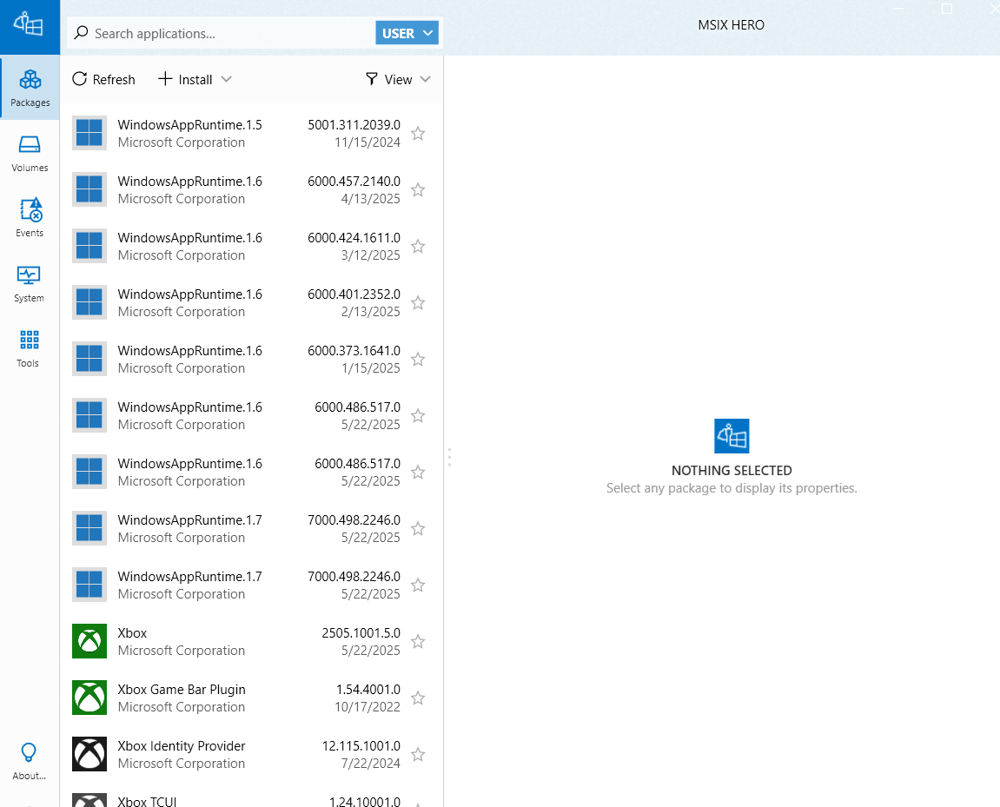 Search applications...
USER
MSIX HERO
Refresh
Install
View
Packages
Volumes
Events
System
Tools
About...
WindowsAppRuntime.1.5 5001.311.2039.0
Microsoft Corporation 11/15/2024
WindowsAppRuntime.1.6 6000.457.2140.0
Microsoft Corporation 4/13/2025
WindowsAppRuntime.1.6 6000.424.1611.0
Microsoft Corporation 3/12/2025
WindowsAppRuntime.1.6 6000.401.2352.0
Microsoft Corporation 2/13/2025
WindowsAppRuntime.1.6 6000.373.1641.0
Microsoft Corporation 1/15/2025
WindowsAppRuntime.1.6 6000.486.517.0
Microsoft Corporation 5/22/2025
WindowsAppRuntime.1.6 6000.486.517.0
Microsoft Corporation 5/22/2025
WindowsAppRuntime.1.7 7000.498.2246.0
Microsoft Corporation 5/22/2025
WindowsAppRuntime.1.7 7000.498.2246.0
Microsoft Corporation 5/22/2025
Xbox 2505.1001.5.0
Microsoft Corporation 5/22/2025
Xbox Game Bar Plugin 1.54.4001.0
Microsoft Corporation 10/17/2022
Xbox Identity Provider 12.115.1001.0
Microsoft Corporation 7/22/2024
Xbox TCUI 1.24.10001.0
NOTHING SELECTED
Select any package to display its properties.